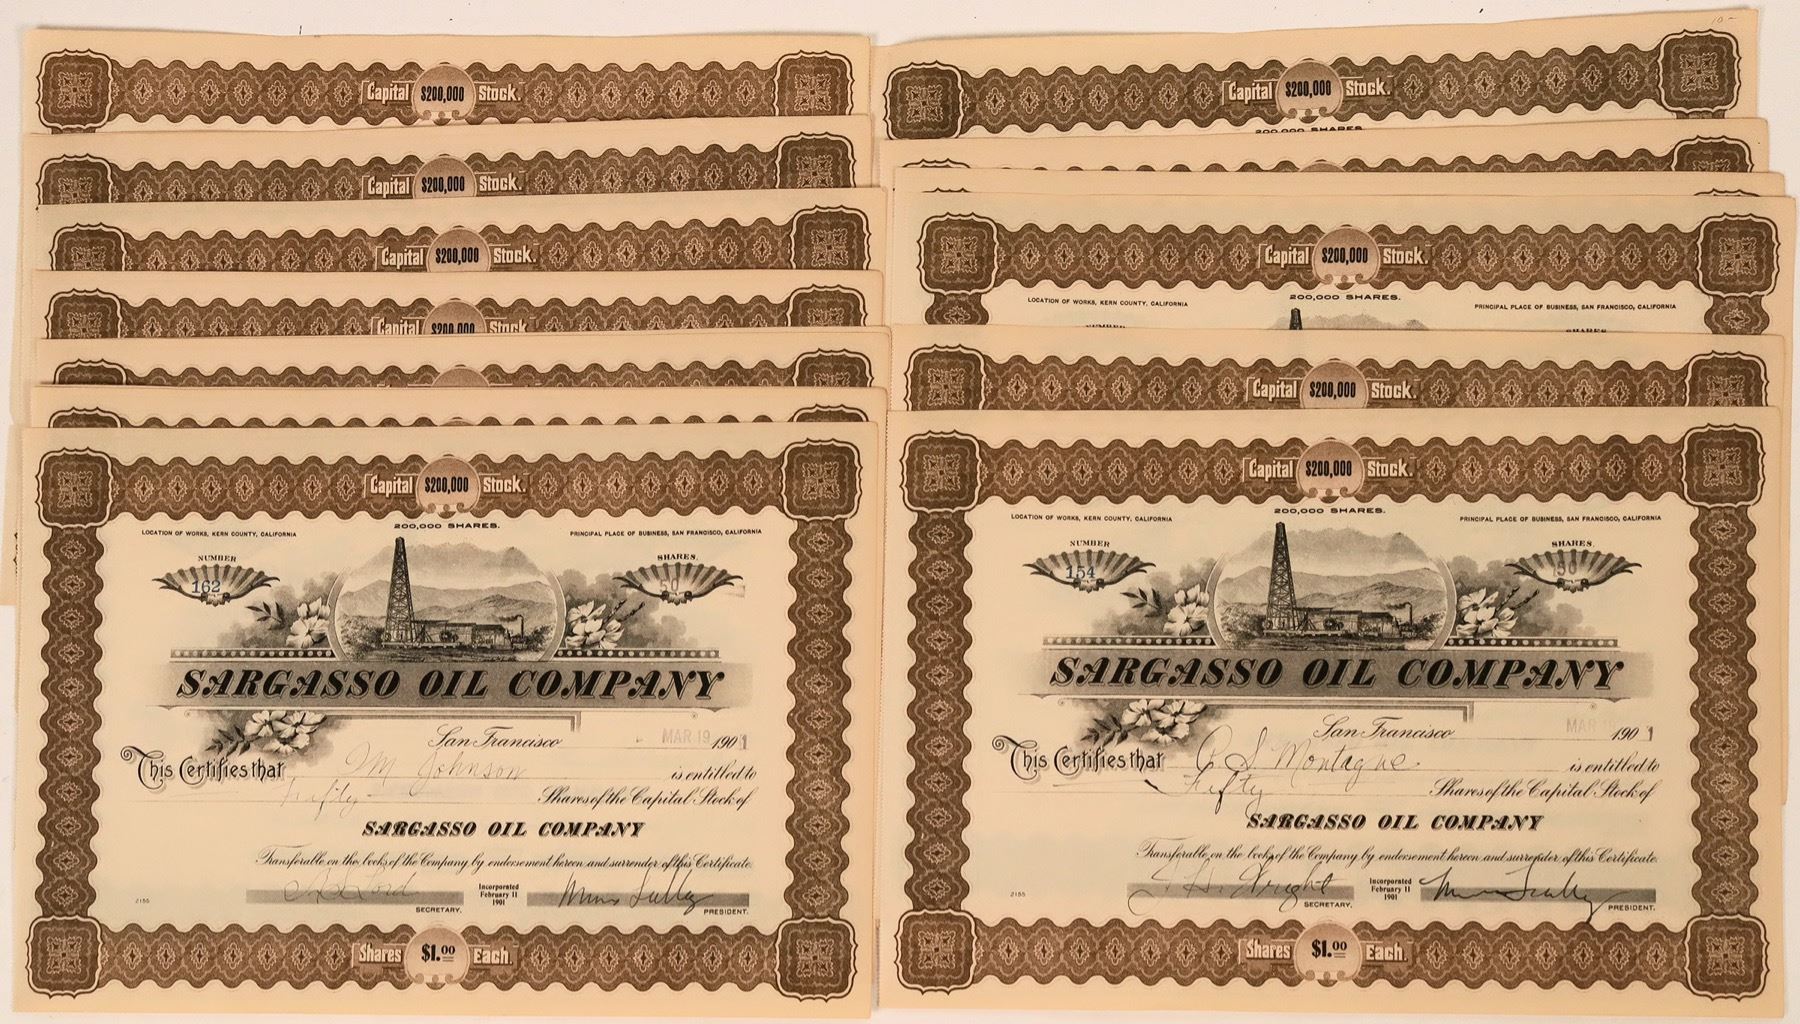 Capital $200,000 Stock.
Capital $200,000 Stock.
Capital $200,000 Stock.
Capital $200,000 Stock
Capital $200,000 Stock.
200,000 SHARES.
LOCATION OF WORKS, KERN COUNTY, CALIFORNIA
PRINCIPAL PLACE OF BUSINESS, SAN FRANCISCO, CALIFORNIA
NUMBER
SHARES.
162
50
SARGASSO OIL COMPANY
San Francisco MAR 19 1901
This Certifies that M Johnson is entitled to
Fifty Shares of the Capital Stock of
SARGASSO OIL COMPANY
Transferable on the books of the Company by endorsement hereon and surrender of this Certificate.
Incorporated
February 11
1901
2155
SECRETARY.
PRESIDENT.
Shares $1.00 Each.
10-
Capital $200,000 Stock.
200,000 SHARES
Capital $200,000 Stock.
200,000 SHARES.
LOCATION OF WORKS, KERN COUNTY, CALIFORNIA
PRINCIPAL PLACE OF BUSINESS, SAN FRANCISCO, CALIFORNIA
NUMBER
SHARES
Capital $200,000 Stock.
Capital $200,000 Stock.
200,000 SHARES.
LOCATION OF WORKS, KERN COUNTY, CALIFORNIA
PRINCIPAL PLACE OF BUSINESS, SAN FRANCISCO, CALIFORNIA
NUMBER
SHARES.
154
50
SARGASSO OIL COMPANY
San Francisco MAR 1901
This Certifies that C S Montague is entitled to
Fifty Shares of the Capital Stock of
SARGASSO OIL COMPANY
Transferable on the books of the Company by endorsement hereon and surrender of this Certificate.
Wright
Incorporated
February 11
1901
2155
SECRETARY.
PRESIDENT.
Shares $1.00 Each.